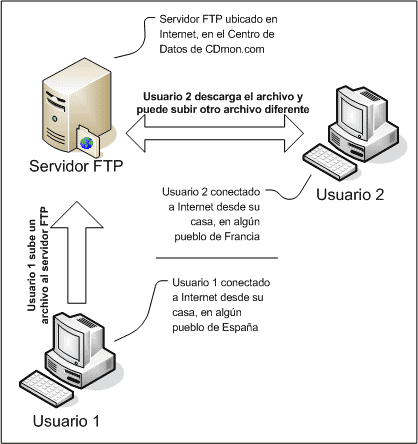 Servidor FTP ubicado en
Internet, en el Centro de
Datos de CDmon.com
Usuario 2 descarga el archivo y
puede subir otro archivo diferente
Servidor FTP
Usuario 2
Usuario 2 conectado
a Internet desde su
casa, en algún
pueblo de Francia
Usuario 1 sube un
archivo al servidor FTP
Usuario 1 conectado
a Internet desde su
casa, en algún
pueblo de España
Usuario 1